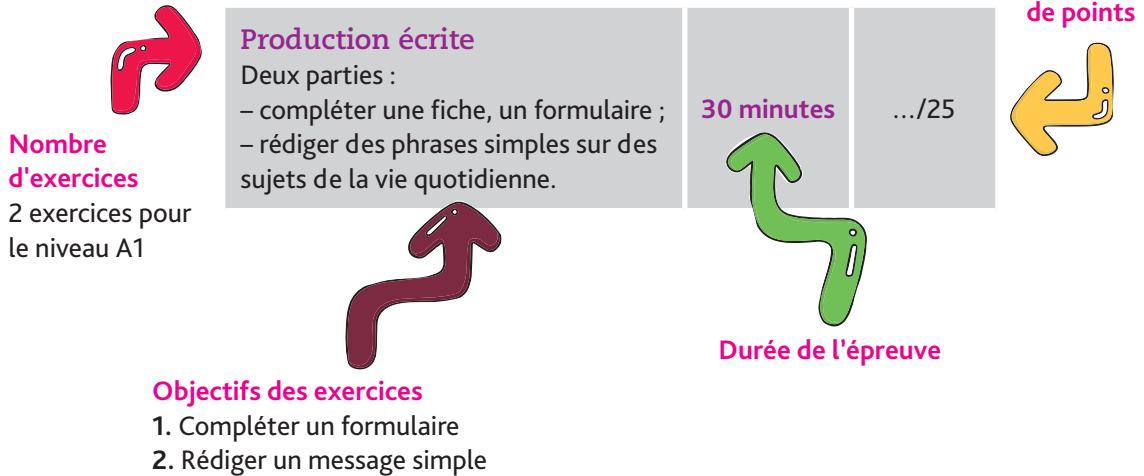 de points
Production écrite
Deux parties :
– compléter une fiche, un formulaire ;
– rédiger des phrases simples sur des
sujets de la vie quotidienne.
30 minutes
…/25
Nombre
d'exercices
2 exercices pour
le niveau A1
Durée de l’épreuve
Objectifs des exercices
1. Compléter un formulaire
2. Rédiger un message simple